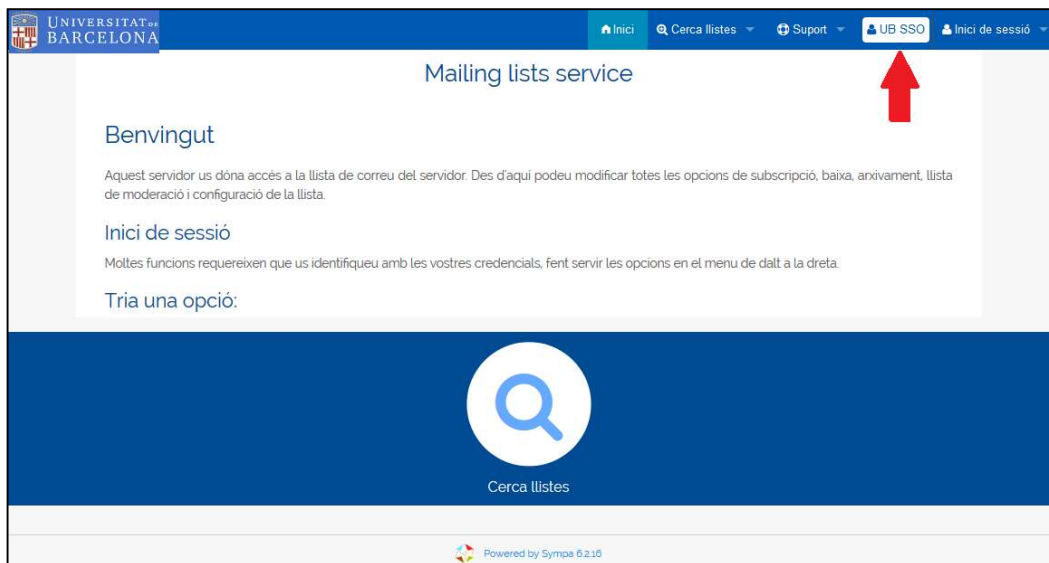 UNIVERSITAT DE
BARCELONA
Inici
Cerca llistes
Suport
UB SSO
Inici de sessió
Mailing lists service
Benvingut
Aquest servidor us dóna accés a la llista de correu del servidor. Des d'aquí podeu modificar totes les opcions de subscripció, baixa, arxivament, llista
de moderació i configuració de la llista.
Inici de sessió
Moltes funcions requereixen que us identifiqueu amb les vostres credencials, fent servir les opcions en el menu de dalt a la dreta.
Tria una opció:
Cerca llistes
Powered by Sympa 6.2.16